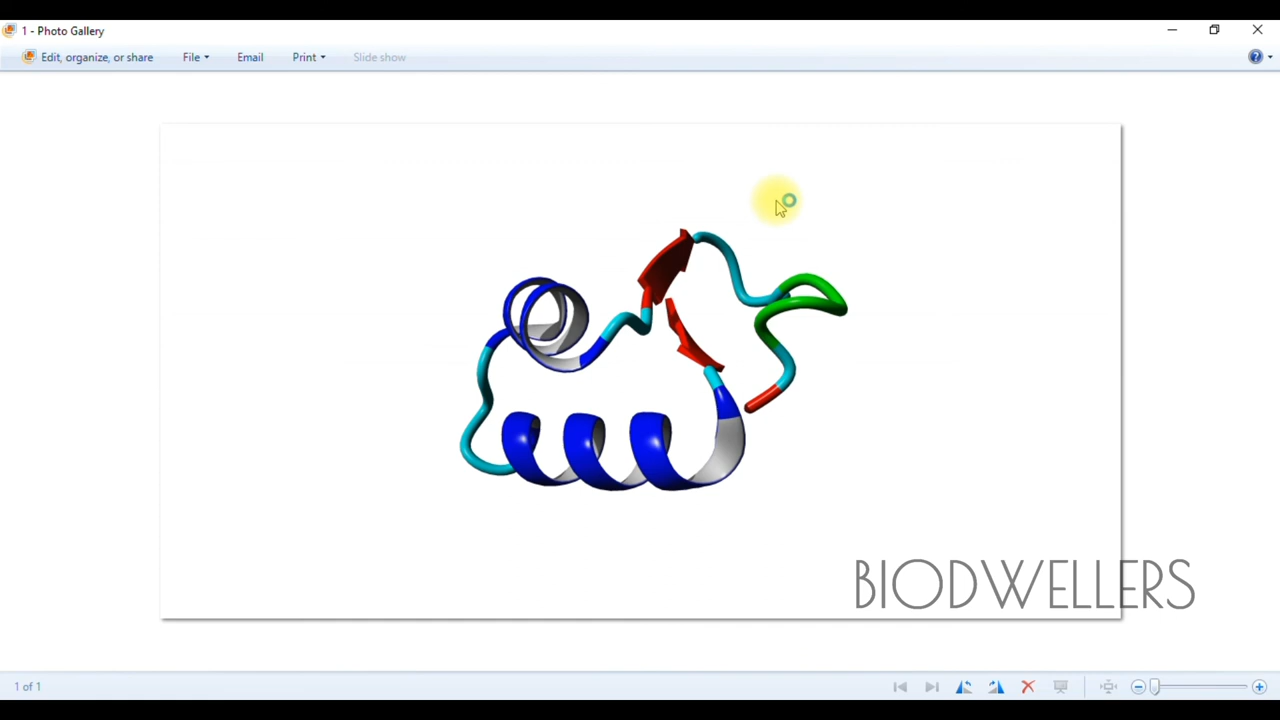 1 - Photo Gallery
Edit, organize, or share
File
Email
Print
Slide show
BIODWELLERS
1 of 1